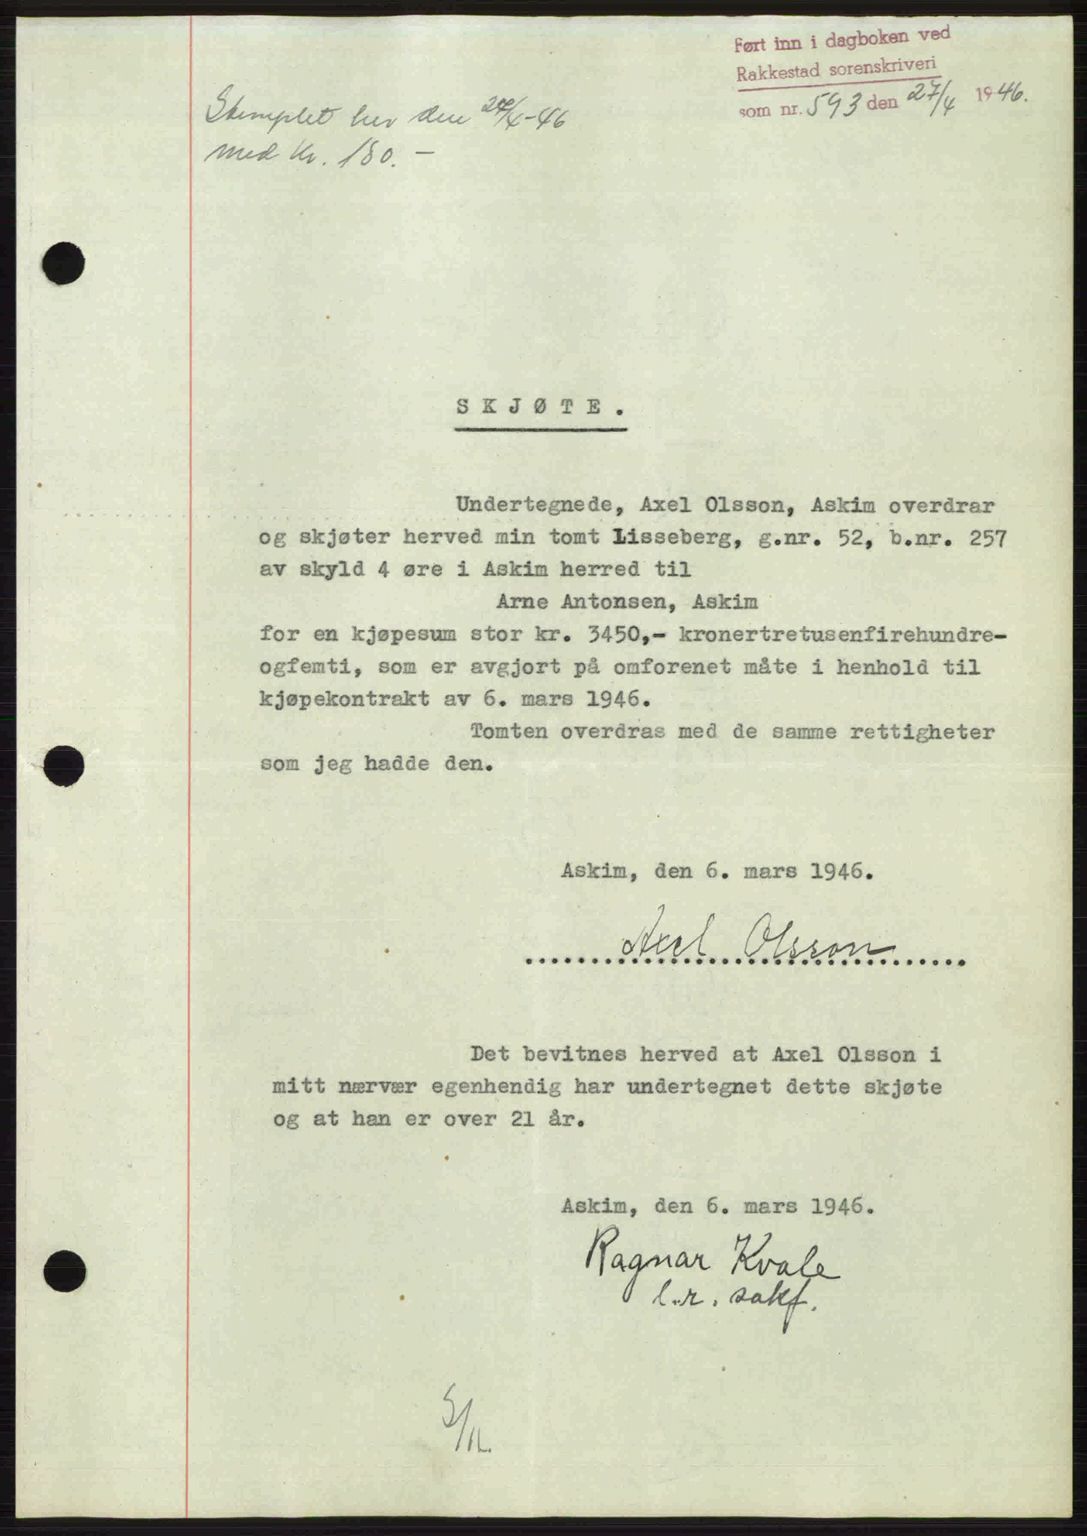 Ført inn i dagboken ved
Rakkestad sorenskriveri
som nr. 593 den 27/4 1946.
Stemplet her den /4-46
med kr. 180.-
SKJØTE.
Undertegnede, Axel Olsson, Askim overdrar
og skjøter herved min tomt Lisseberg, g.nr. 52, b.nr. 257
av skyld 4 øre i Askim herred til
Arne Antonsen, Askim
for en kjøpesum stor kr. 3450,- kronertretusenfirehundre-
ogfemti, som er avgjort på omforenet måte i henhold til
kjøpekontrakt av 6. mars 1946.
Tomten overdras med de samme rettigheter
som jeg hadde den.
Askim, den 6. mars 1946.
Axel Olsson
Det bevitnes herved at Axel Olsson i
mitt nærvær egenhendig har undertegnet dette skjøte
og at han er over 21 år.
Askim, den 6. mars 1946.
Ragnar Kvale
l.r. sakf.